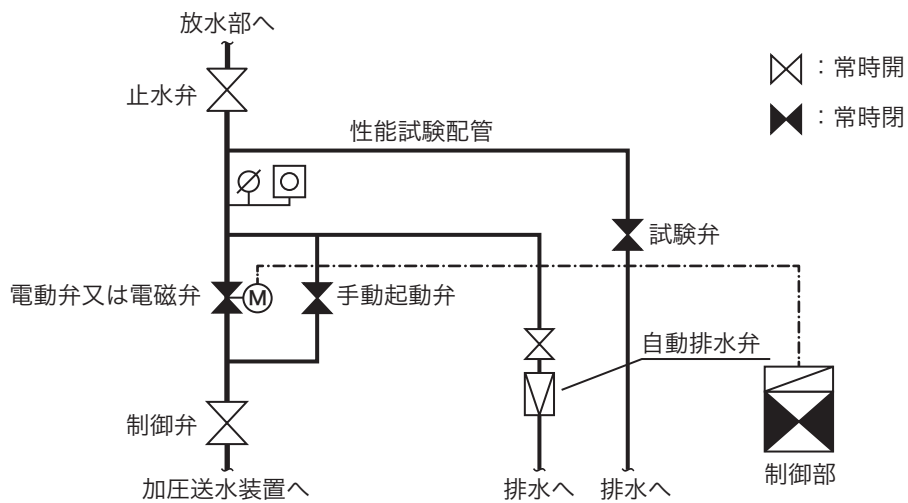 放水部へ
止水弁
：常時開
：常時閉
性能試験配管
試験弁
電動弁又は電磁弁
M
手動起動弁
自動排水弁
制御弁
制御部
加圧送水装置へ
排水へ
排水へ